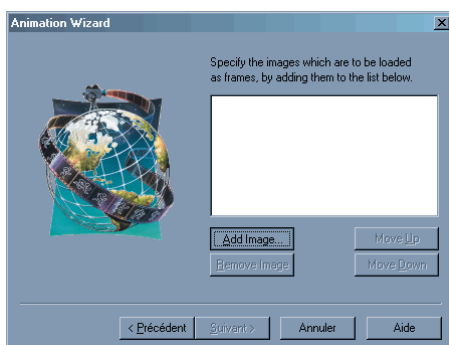 Animation Wizard
Specify the images which are to be loaded
as frames, by adding them to the list below.
Add Image...
Move Up
Remove Image
Move Down
< Précédent
Suivant >
Annuler
Aide